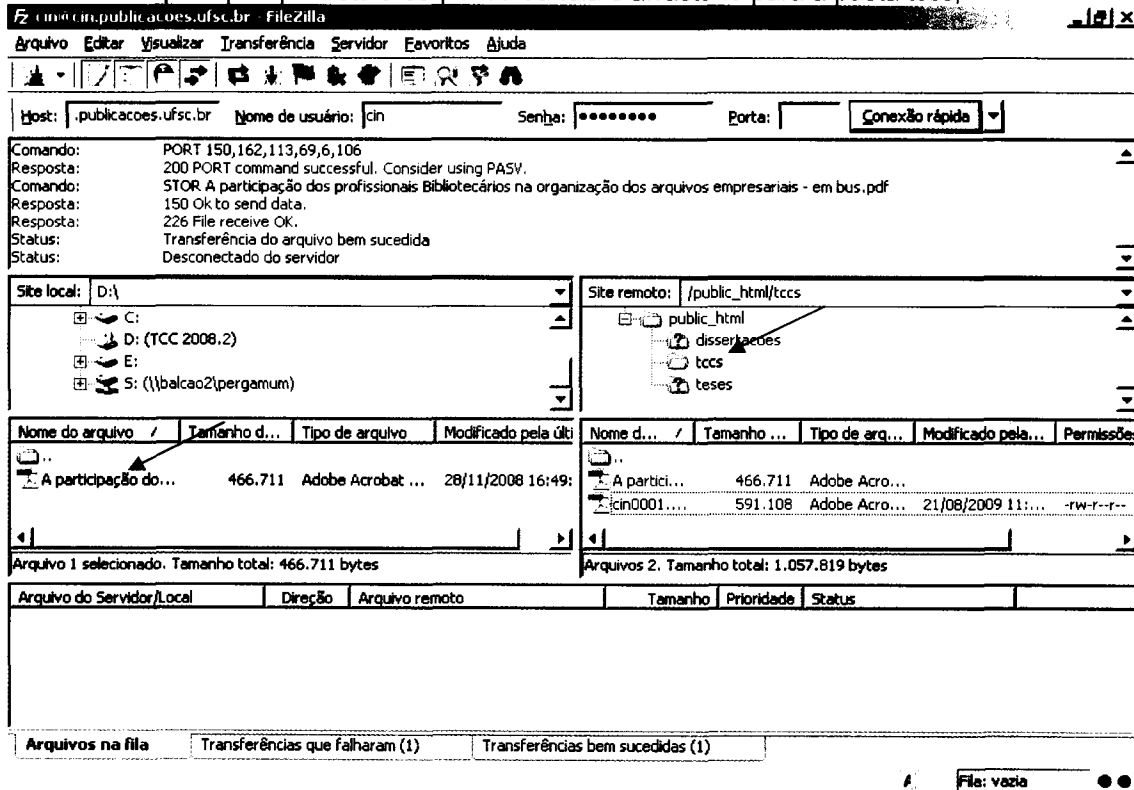 cin@cin.publicacoes.ufsc.br - FileZilla
Arquivo Editar Visualizar Transferência Servidor Favoritos Ajuda
Host: .publicacoes.ufsc.br Nome de usuário: cin Senha: •••••••• Porta: Conexão rápida
Comando: PORT 150,162,113,69,6,106
Resposta: 200 PORT command successful. Consider using PASV.
Comando: STOR A participação dos profissionais Bibliotecários na organização dos arquivos empresariais - em bus.pdf
Resposta: 150 Ok to send data.
Resposta: 226 File receive OK.
Status: Transferência do arquivo bem sucedida
Status: Desconectado do servidor
Site local: D:\
C:
D: (TCC 2008.2)
E:
S: (\\balcao2\pergamum)
Site remoto: /public_html/tccs
public_html
dissertacoes
tccs
teses
Nome do arquivo / Tamanho d... Tipo de arquivo Modificado pela últi
..
A participação do... 466.711 Adobe Acrobat ... 28/11/2008 16:49:
Arquivo 1 selecionado. Tamanho total: 466.711 bytes
Nome d... / Tamanho ... Tipo de arq... Modificado pela... Permissões
..
A partici... 466.711 Adobe Acro...
cin0001.... 591.108 Adobe Acro... 21/08/2009 11:... -rw-r--r--
Arquivos 2. Tamanho total: 1.057.819 bytes
Arquivo do Servidor/Local Direção Arquivo remoto Tamanho Prioridade Status
Arquivos na fila Transferências que falharam (1) Transferências bem sucedidas (1)
Fila: vazia